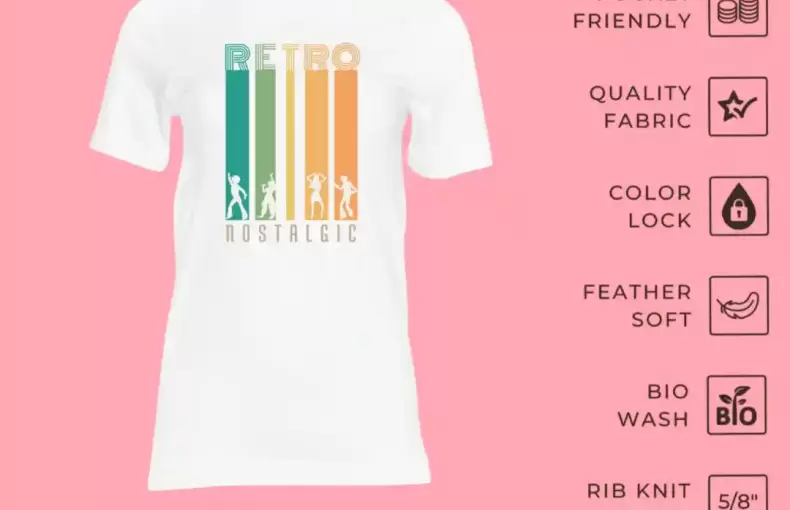 RETRO
NOSTALGIC
FRIENDLY
QUALITY
FABRIC
COLOR
LOCK
FEATHER
SOFT
BIO
WASH
BIO
RIB KNIT
5/8"